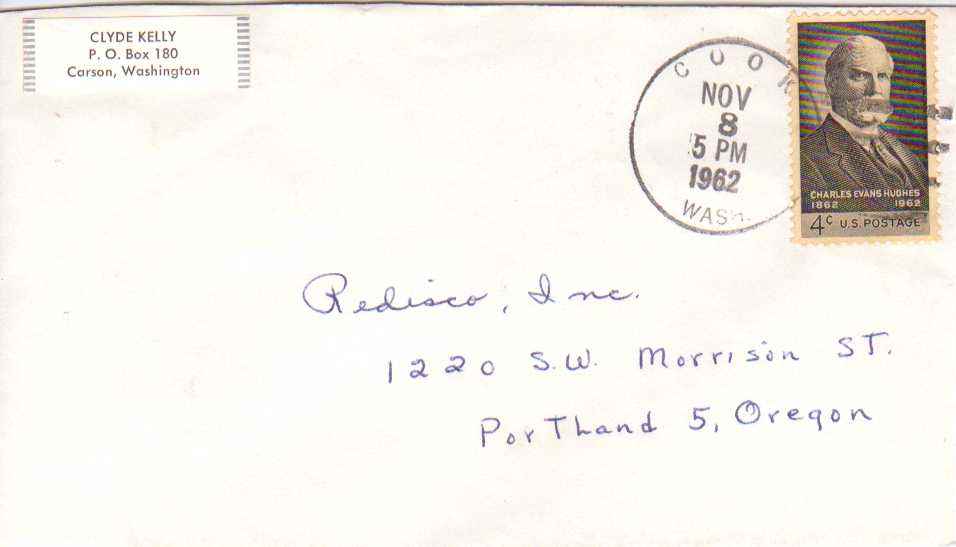 CLYDE KELLY
P. O. Box 180
Carson, Washington
COOK
NOV
8
5 PM
1962
WASH.
CHARLES EVANS HUGHES
1862 1962
4c U.S. POSTAGE
Redisco, Inc.
1220 S.W. Morrison ST.
PorTland 5, Oregon